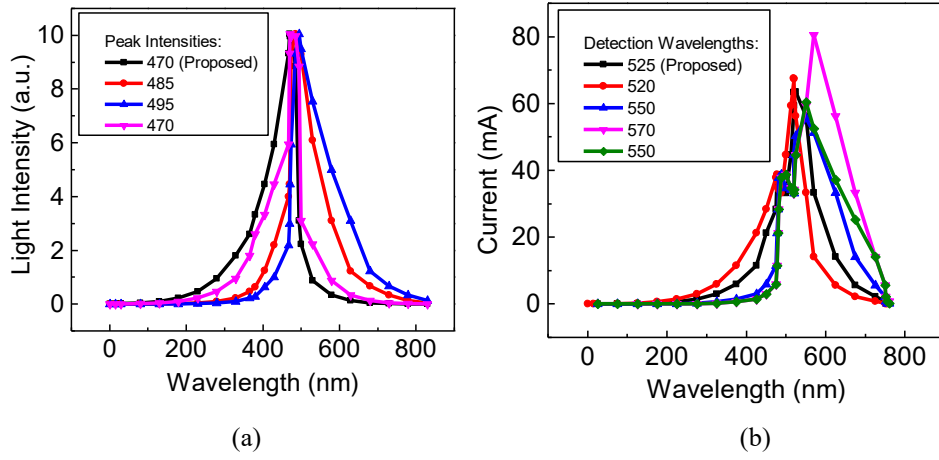 10
8
6
4
2
0
Light Intensity (a.u.)
Peak Intensities:
470 (Proposed)
485
495
470
0 200 400 600 800
Wavelength (nm)
(a)
80
60
40
20
0
Current (mA)
Detection Wavelengths:
525 (Proposed)
520
550
570
550
0 200 400 600 800
Wavelength (nm)
(b)